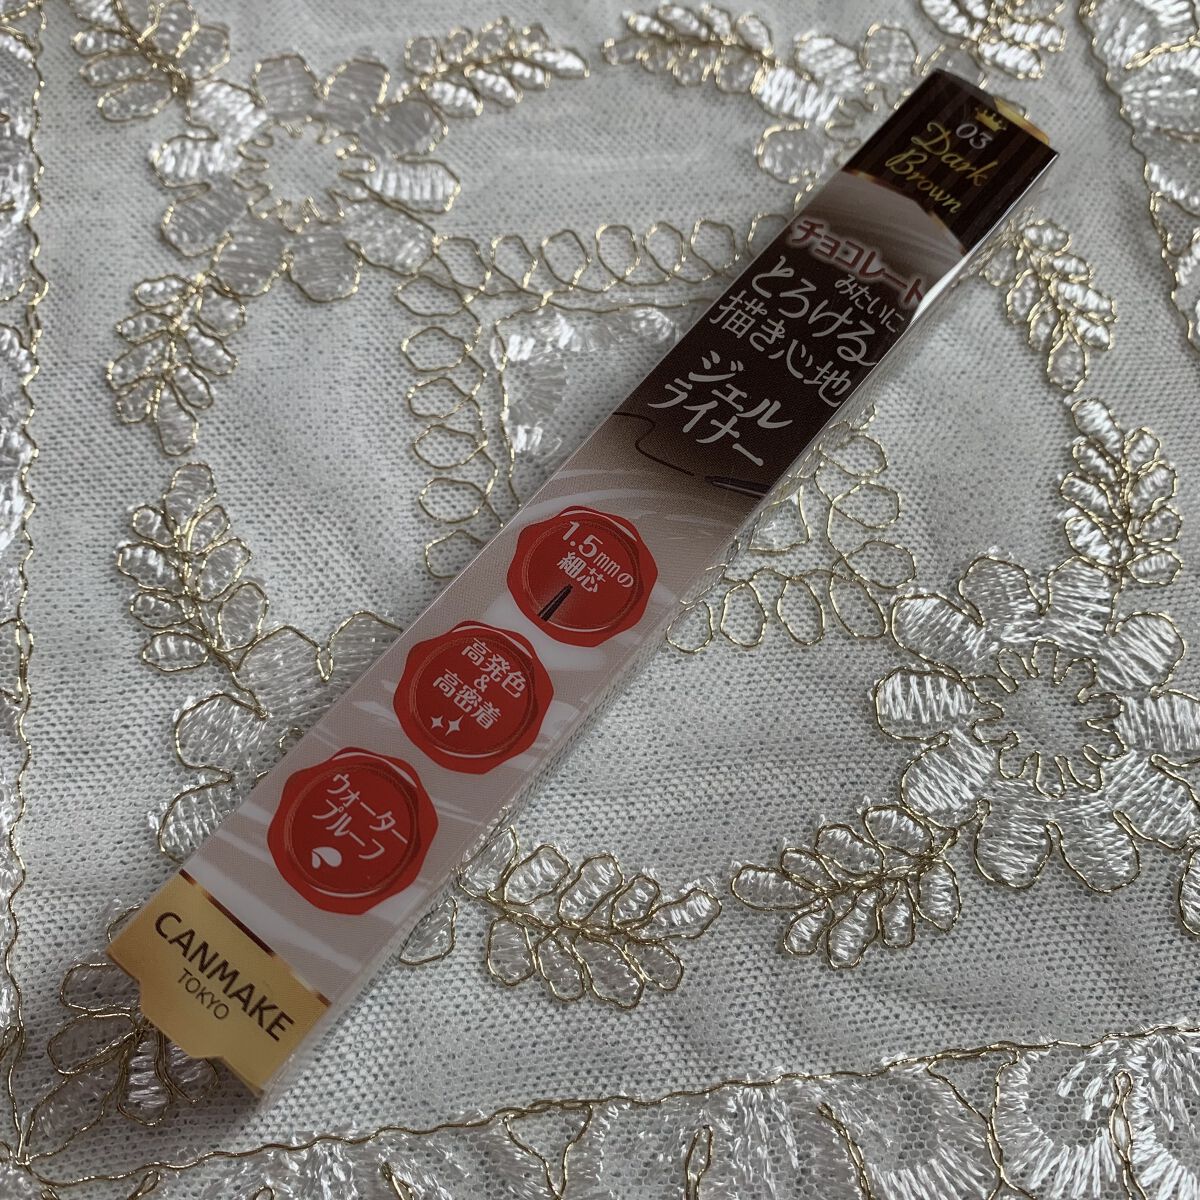 03
Dark
Brown
チョコレート
みたいに
とろける
描き心地
ジェル
ライナー
1.5mmの
細芯
高発色
&
高密着
ウォーター
プルーフ
CANMAKE
TOKYO